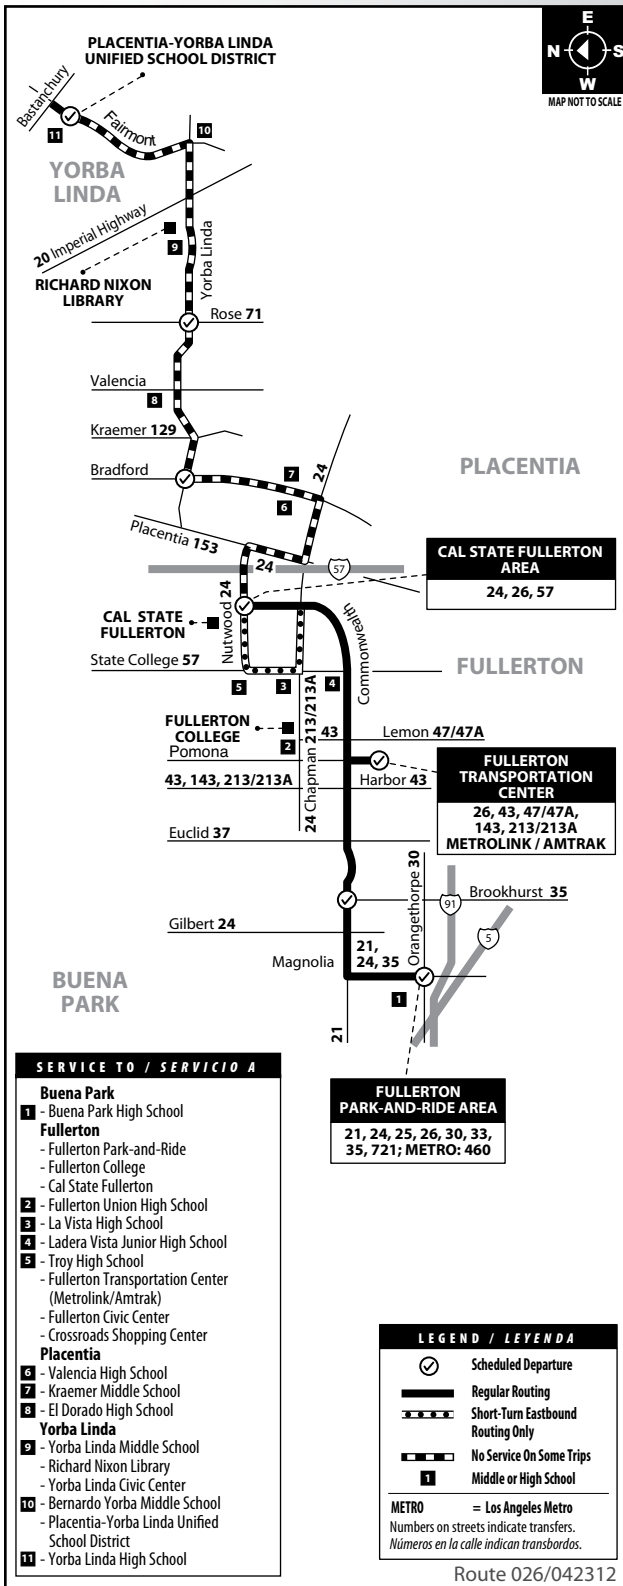 E
N
S
W
MAP NOT TO SCALE
PLACENTIA-YORBA LINDA
UNIFIED SCHOOL DISTRICT
Bastanchury
11
Fairmont
10
YORBA
LINDA
20 Imperial Highway
9
Yorba Linda
RICHARD NIXON
LIBRARY
Rose 71
Valencia
8
Kraemer 129
Bradford
7
24
6
PLACENTIA
Placentia 153
24
57
CAL STATE FULLERTON
AREA
24, 26, 57
Nutwood 24
CAL STATE
FULLERTON
Commonwealth
State College 57
FULLERTON
5
3
4
FULLERTON
COLLEGE
2
24 Chapman 213/213A
43
Lemon 47/47A
Pomona
43, 143, 213/213A
Harbor 43
FULLERTON
TRANSPORTATION
CENTER
26, 43, 47/47A,
143, 213/213A
METROLINK / AMTRAK
Euclid 37
Orangethorpe 30
Brookhurst 35
91
Gilbert 24
5
21,
24, 35
Magnolia
BUENA
PARK
1
21
FULLERTON
PARK-AND-RIDE AREA
21, 24, 25, 26, 30, 33,
35, 721; METRO: 460
SERVICE TO / SERVICIO A
Buena Park
1 - Buena Park High School
Fullerton
- Fullerton Park-and-Ride
- Fullerton College
- Cal State Fullerton
2 - Fullerton Union High School
3 - La Vista High School
4 - Ladera Vista Junior High School
5 - Troy High School
- Fullerton Transportation Center
(Metrolink/Amtrak)
- Fullerton Civic Center
- Crossroads Shopping Center
Placentia
6 - Valencia High School
7 - Kraemer Middle School
8 - El Dorado High School
Yorba Linda
9 - Yorba Linda Middle School
- Richard Nixon Library
- Yorba Linda Civic Center
10 - Bernardo Yorba Middle School
- Placentia-Yorba Linda Unified
School District
11 - Yorba Linda High School
LEGEND / LEYENDA
Scheduled Departure
Regular Routing
Short-Turn Eastbound
Routing Only
No Service On Some Trips
1 Middle or High School
METRO = Los Angeles Metro
Numbers on streets indicate transfers.
Números en la calle indican transbordos.
Route 026/042312